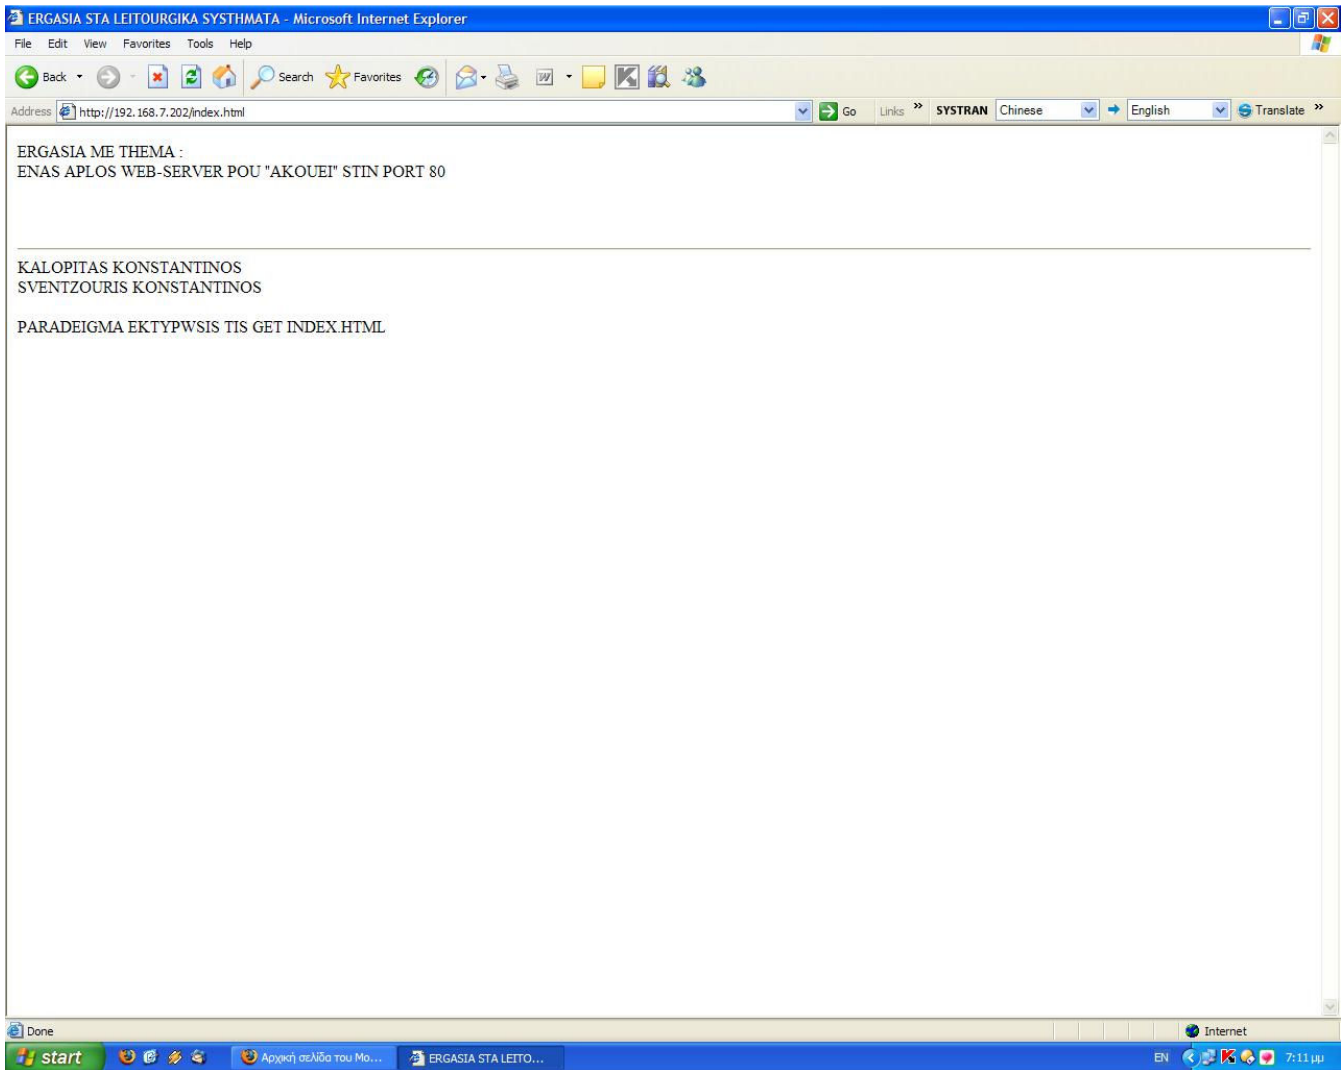 ERGASIA STA LEITOURGIKA SYSTHMATA - Microsoft Internet Explorer
File Edit View Favorites Tools Help
Back Search Favorites
Address http://192.168.7.202/index.html Go Links » SYSTRAN Chinese English Translate »
ERGASIA ME THEMA :
ENAS APLOS WEB-SERVER POU "AKOUEI" STIN PORT 80
KALOPITAS KONSTANTINOS
SVENTZOURIS KONSTANTINOS
PARADEIGMA EKTYPWSIS TIS GET INDEX.HTML
Done Internet
start Αρχική σελίδα του Mo... ERGASIA STA LEITO... EN 7:11 μμ